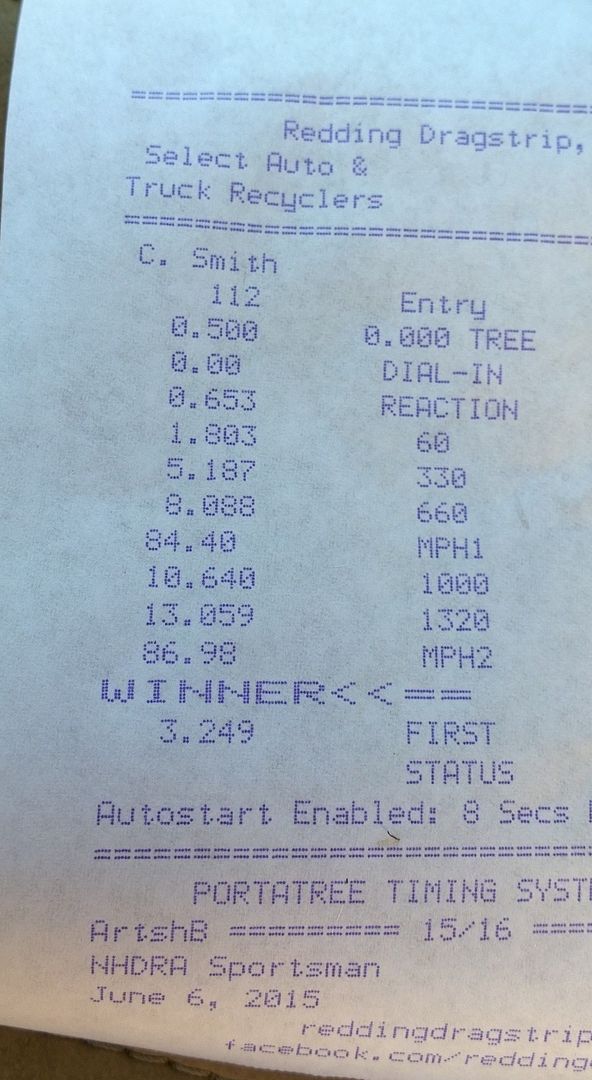 ==============================
Redding Dragstrip,
Select Auto &
Truck Recyclers
==============================
C. Smith
112 Entry
0.500 0.000 TREE
0.00 DIAL-IN
0.653 REACTION
1.803 60
5.187 330
8.088 660
84.40 MPH1
10.640 1000
13.059 1320
86.98 MPH2
WINNER<<==
3.249 FIRST
STATUS
Autostart Enabled: 8 Secs
==============================
PORTATREE TIMING SYSTE
ArtshB ========= 15/16 ====
NHDRA Sportsman
June 6, 2015
reddingdragstrip
facebook.com/redding